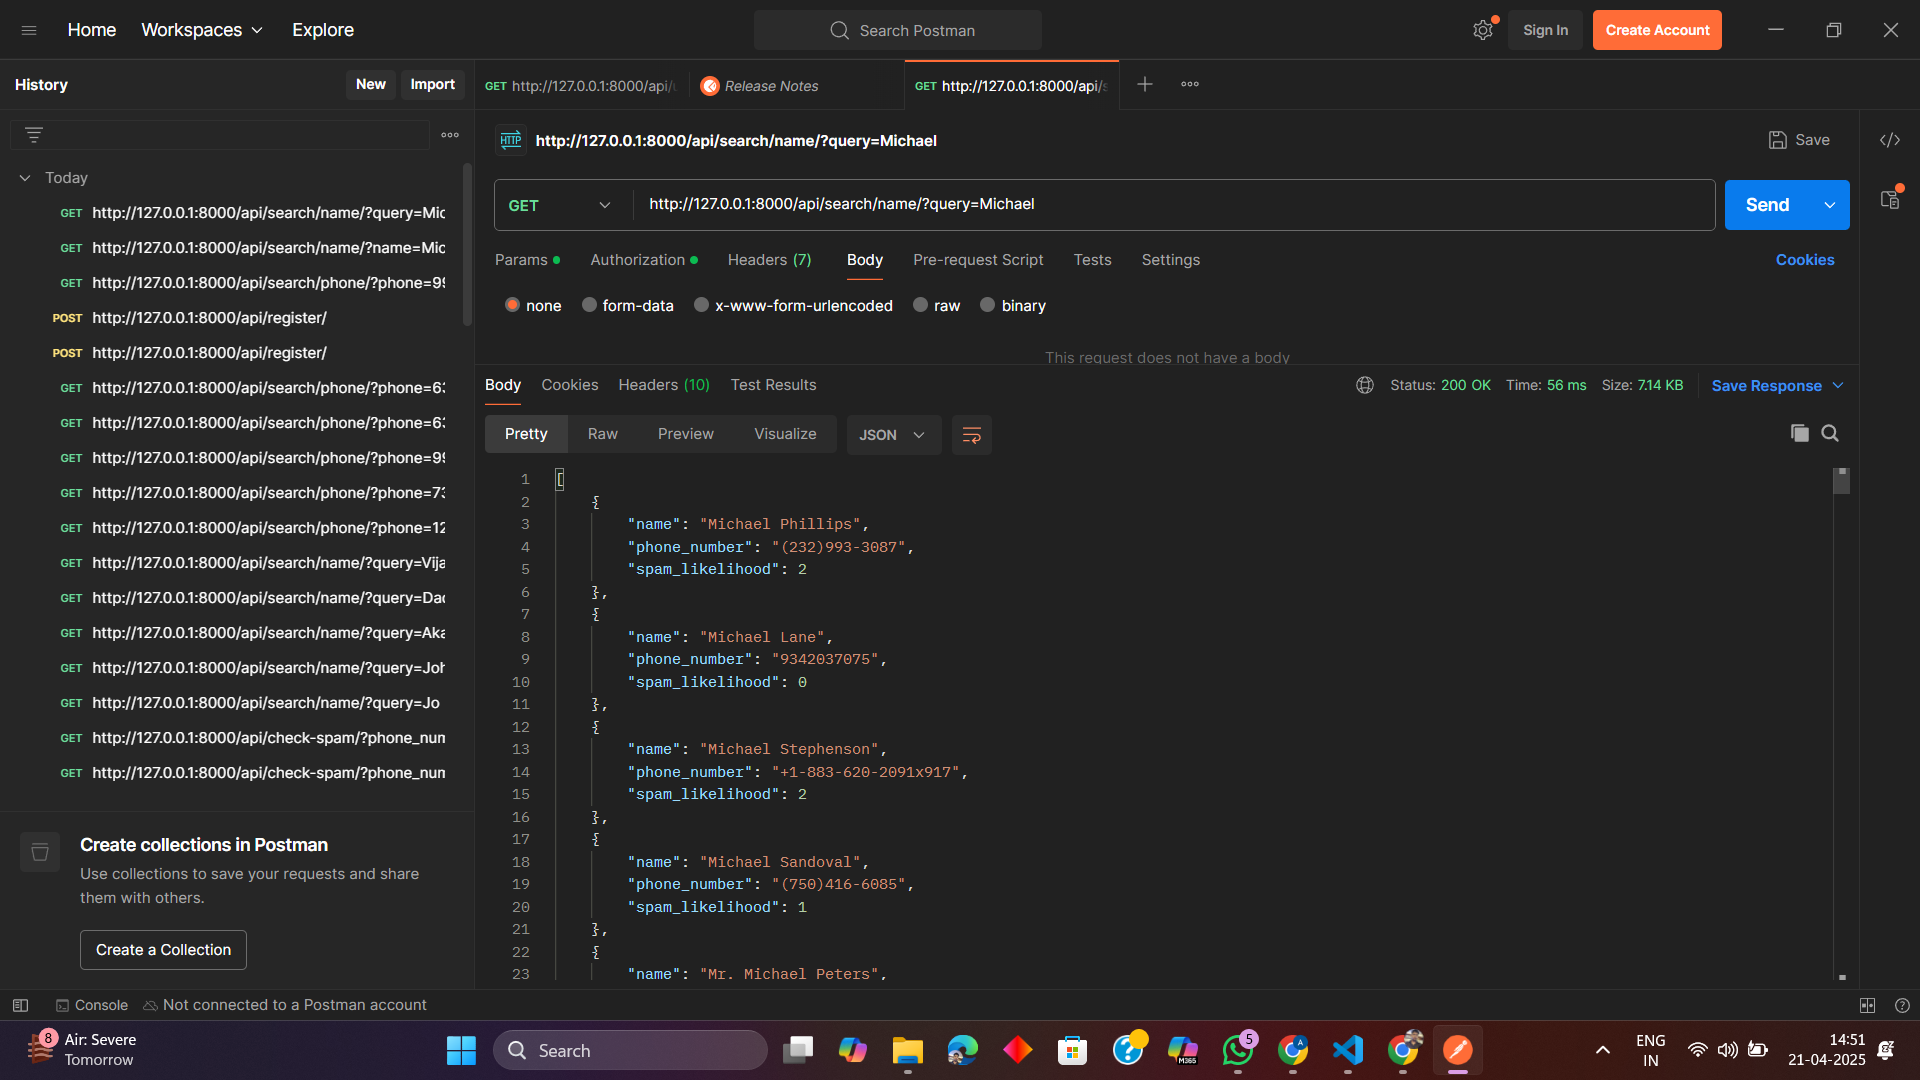 Home Workspaces Explore
Search Postman
Sign In Create Account
History New Import
GET http://127.0.0.1:8000/api/ Release Notes GET http://127.0.0.1:8000/api/s
HTTP http://127.0.0.1:8000/api/search/name/?query=Michael Save
Today
GET http://127.0.0.1:8000/api/search/name/?query=Mic
GET http://127.0.0.1:8000/api/search/name/?name=Mic
GET http://127.0.0.1:8000/api/search/phone/?phone=99
POST http://127.0.0.1:8000/api/register/
POST http://127.0.0.1:8000/api/register/
GET http://127.0.0.1:8000/api/search/phone/?phone=63
GET http://127.0.0.1:8000/api/search/phone/?phone=63
GET http://127.0.0.1:8000/api/search/phone/?phone=99
GET http://127.0.0.1:8000/api/search/phone/?phone=73
GET http://127.0.0.1:8000/api/search/phone/?phone=12
GET http://127.0.0.1:8000/api/search/name/?query=Vija
GET http://127.0.0.1:8000/api/search/name/?query=Dac
GET http://127.0.0.1:8000/api/search/name/?query=Aka
GET http://127.0.0.1:8000/api/search/name/?query=Joh
GET http://127.0.0.1:8000/api/search/name/?query=Jo
GET http://127.0.0.1:8000/api/check-spam/?phone_num
GET http://127.0.0.1:8000/api/check-spam/?phone_num
Create collections in Postman
Use collections to save your requests and share
them with others.
Create a Collection
GET http://127.0.0.1:8000/api/search/name/?query=Michael Send
Params Authorization Headers (7) Body Pre-request Script Tests Settings Cookies
none form-data x-www-form-urlencoded raw binary
This request does not have a body
Body Cookies Headers (10) Test Results Status: 200 OK Time: 56 ms Size: 7.14 KB Save Response
Pretty Raw Preview Visualize JSON
1 [
2 {
3 "name": "Michael Phillips",
4 "phone_number": "(232)993-3087",
5 "spam_likelihood": 2
6 },
7 {
8 "name": "Michael Lane",
9 "phone_number": "9342037075",
10 "spam_likelihood": 0
11 },
12 {
13 "name": "Michael Stephenson",
14 "phone_number": "+1-883-620-2091x917",
15 "spam_likelihood": 2
16 },
17 {
18 "name": "Michael Sandoval",
19 "phone_number": "(750)416-6085",
20 "spam_likelihood": 1
21 },
22 {
23 "name": "Mr. Michael Peters",
Console Not connected to a Postman account
8 Air: Severe
Tomorrow
Search
M365
5
A
ENG
IN
14:51
21-04-2025